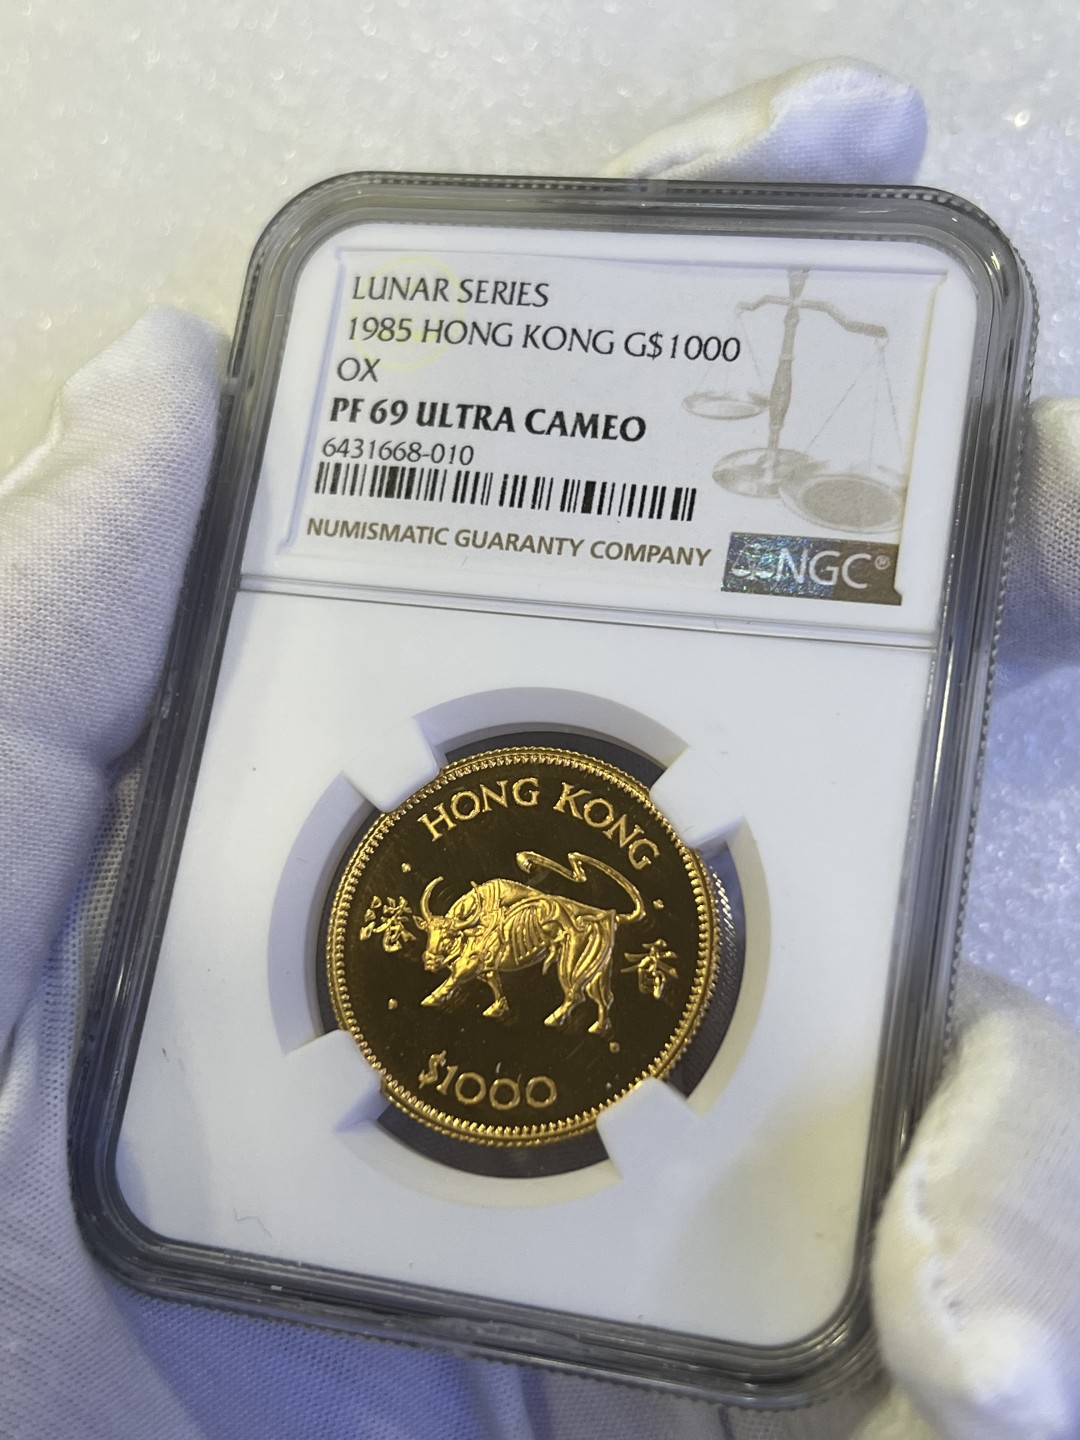 LUNAR SERIES
1985 HONG KONG G$1000
OX
PF 69 ULTRA CAMEO
6431668-010
NUMISMATIC GUARANTY COMPANY
NGC®
HONG KONG
港 香
$1000